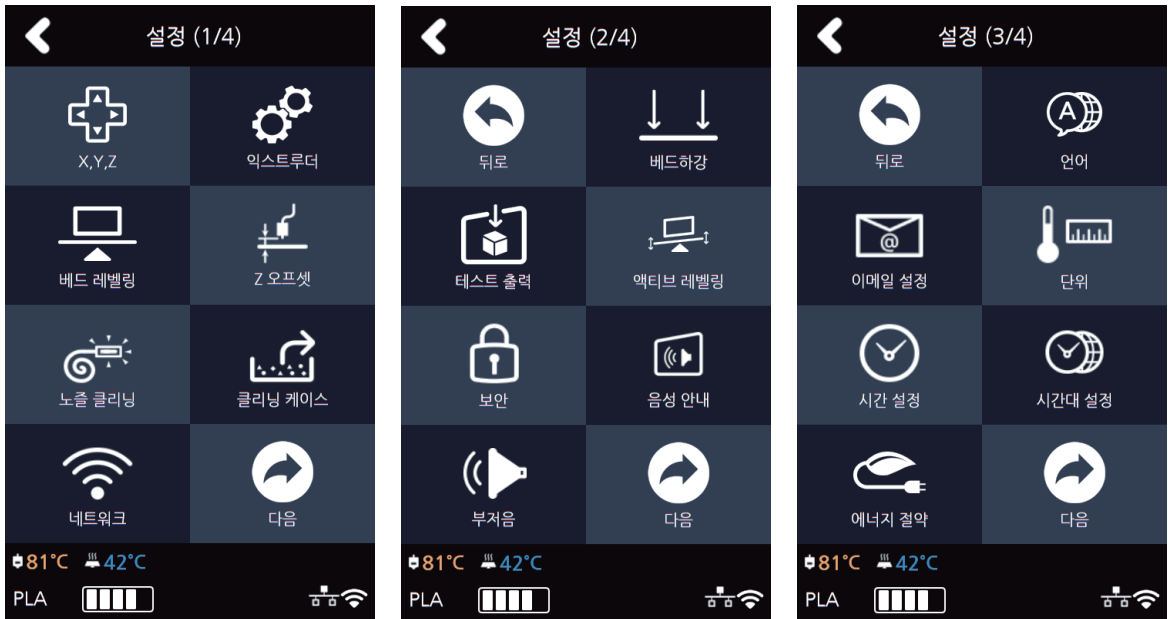 설정 (1/4)
X,Y,Z
익스트루더
베드 레벨링
Z 오프셋
노즐 클리닝
클리닝 케이스
네트워크
다음
81°C 42°C
PLA
설정 (2/4)
뒤로
베드하강
테스트 출력
액티브 레벨링
보안
음성 안내
부저음
다음
81°C 42°C
PLA
설정 (3/4)
뒤로
A
언어
@
이메일 설정
단위
시간 설정
시간대 설정
에너지 절약
다음
81°C 42°C
PLA